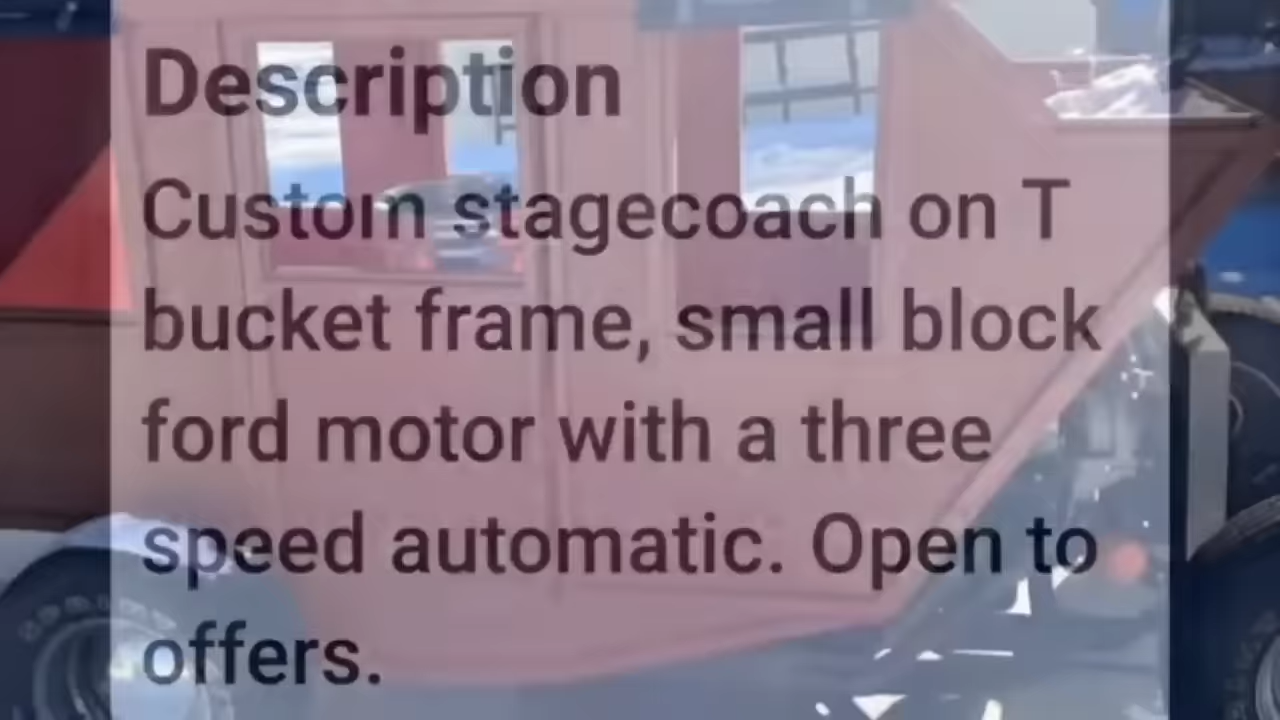 Description
Custom stagecoach on T
bucket frame, small block
ford motor with a three
speed automatic. Open to
offers.